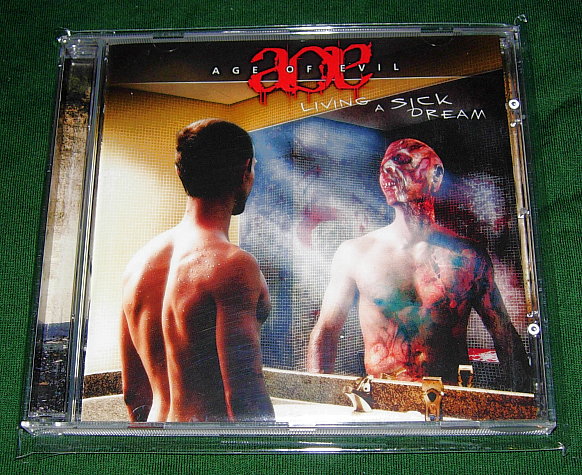 AGE OF EVIL
aoe
LIVING A SICK DREAM